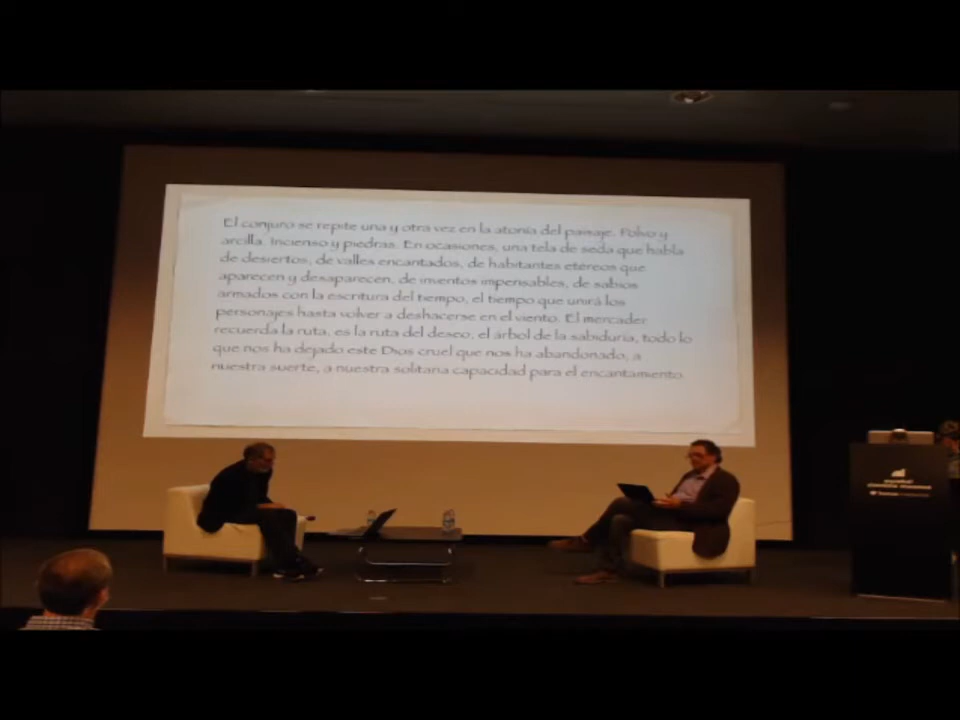 El conjuro se repite una y otra vez en la atonía del paisaje. Polvo y
arcilla. Incienso y piedras. En ocasiones, una tela de seda que habla
de desiertos, de valles encantados, de habitantes etéreos que
aparecen y desaparecen, de inventos impensables, de sabios
armados con la escritura del tiempo, el tiempo que unirá los
personajes hasta volver a deshacerse en el viento. El mercader
recuerda la ruta, es la ruta del deseo, el árbol de la sabiduría, todo lo
que nos ha dejado este Dios cruel que nos ha abandonado, a
nuestra suerte, a nuestra solitaria capacidad para el encantamiento.